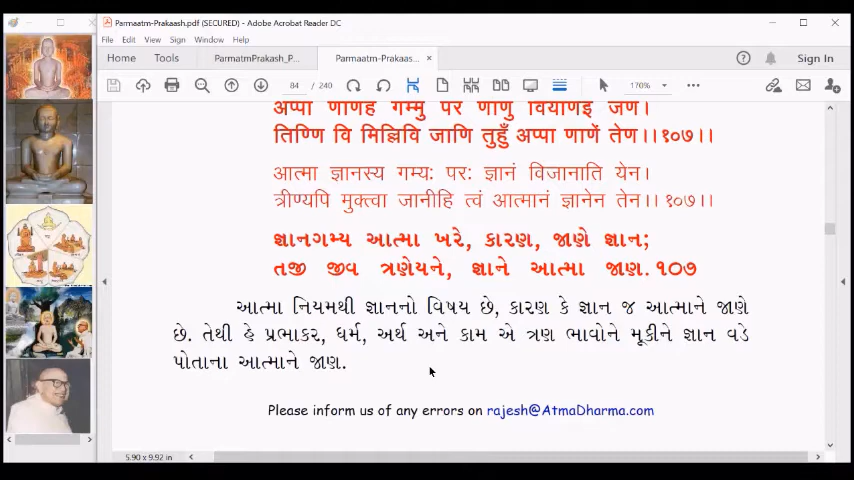 Parmaatm-Prakaash.pdf (SECURED) - Adobe Acrobat Reader DC
File Edit View Sign Window Help
Home Tools ParmatmPrakash_P... Parmaatm-Prakaas... × Sign In
84 / 240 170%
अप्पा णाणह गम्मु पर णाणु वियाणइ जेण।
तिण्णि वि मिल्लिवि जाणि तुहुँ अप्पा णाणें तेण।।१०७।।
आत्मा ज्ञानस्य गम्यः परः ज्ञानं विजानाति येन।
त्रीण्यपि मुक्त्वा जानीहि त्वं आत्मानं ज्ञानेन तेन।।१०७।।
જ્ઞાનગમ્ય આત્મા ખરે, કારણ, જાણે જ્ઞાન;
તજી જીવ ત્રણેયને, જ્ઞાને આત્મા જાણ. ૧૦૭
આત્મા નિયમથી જ્ઞાનનો વિષય છે, કારણ કે જ્ઞાન જ આત્માને જાણે
છે. તેથી હે પ્રભાકર, ધર્મ, અર્થ અને કામ એ ત્રણ ભાવોને મૂકીને જ્ઞાન વડે
પોતાના આત્માને જાણ.
Please inform us of any errors on rajesh@AtmaDharma.com
5.90 x 9.92 in